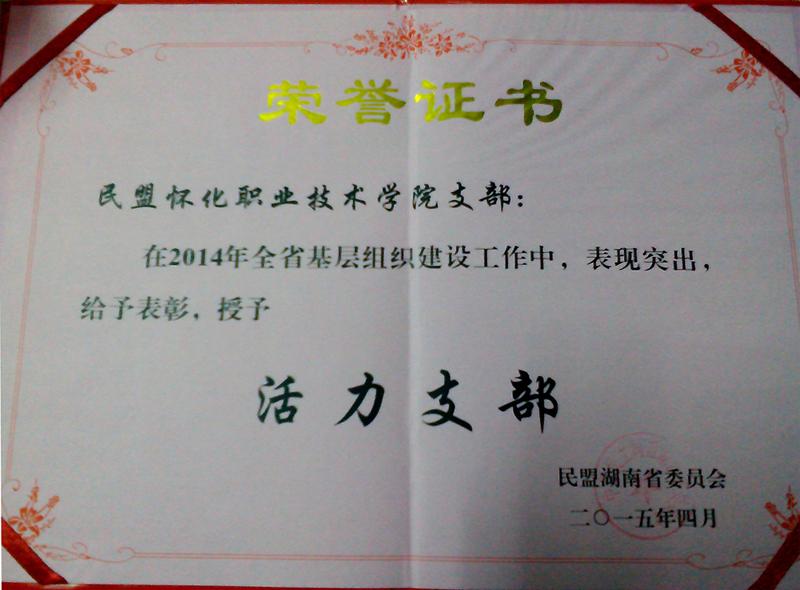 荣誉证书
民盟怀化职业技术学院支部：
在2014年全省基层组织建设工作中，表现突出，
给予表彰，授予
活力支部
民盟湖南省委员会
二〇一五年四月